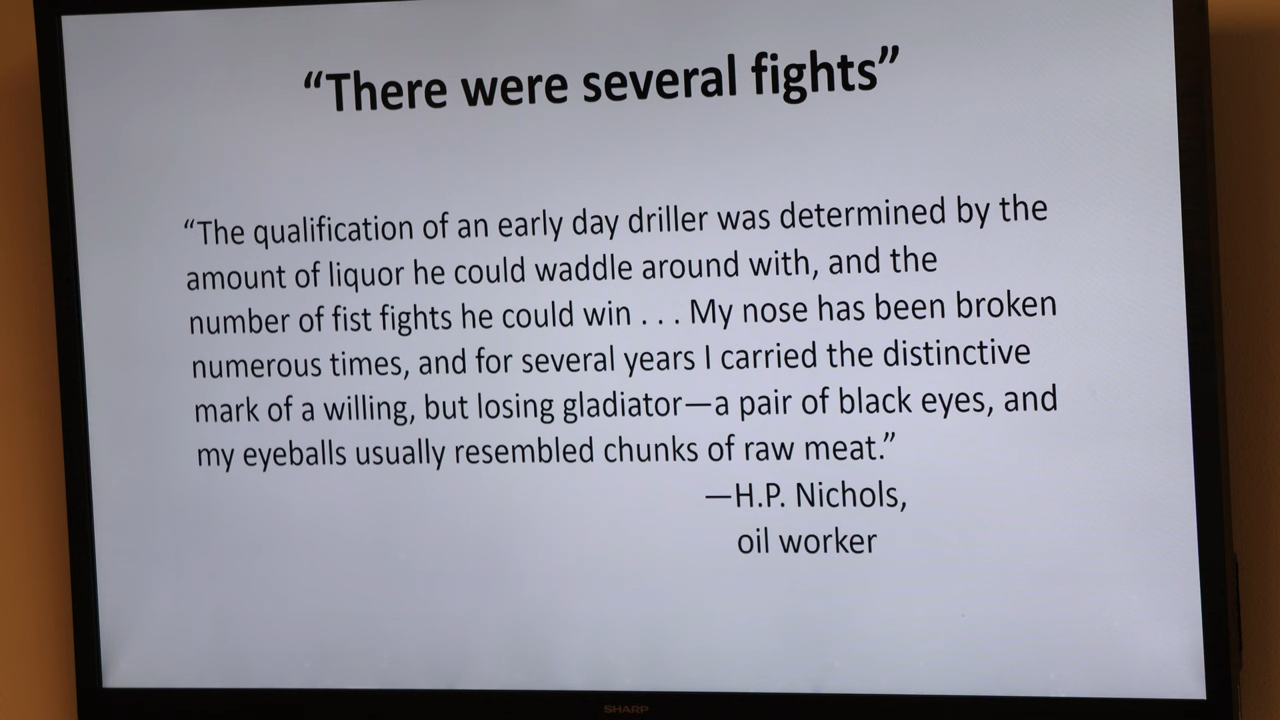 “There were several fights”
“The qualification of an early day driller was determined by the
amount of liquor he could waddle around with, and the
number of fist fights he could win . . . My nose has been broken
numerous times, and for several years I carried the distinctive
mark of a willing, but losing gladiator—a pair of black eyes, and
my eyeballs usually resembled chunks of raw meat.”
—H.P. Nichols,
oil worker
SHARP